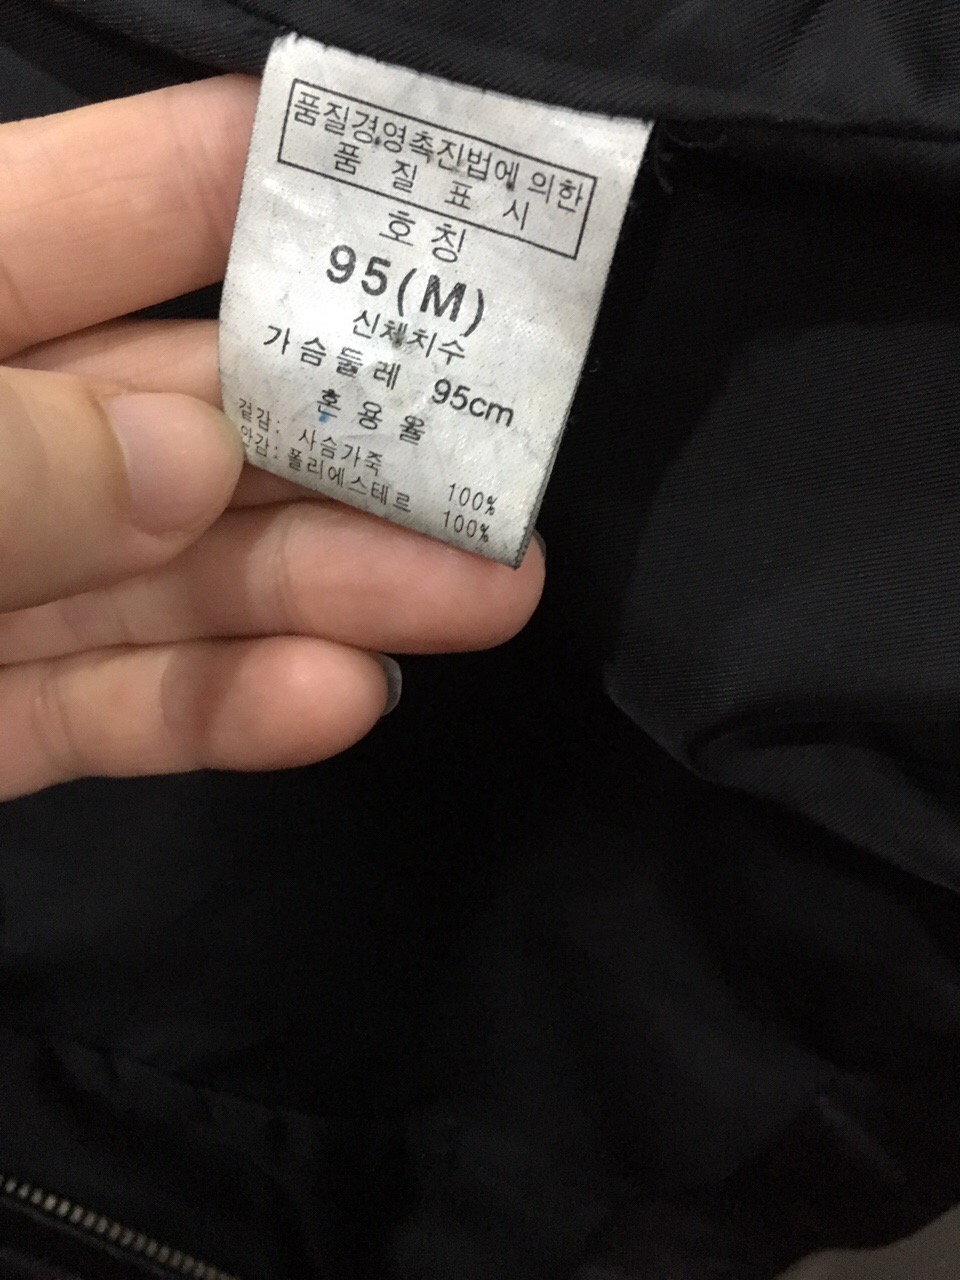 품질경영촉진법에 의한
품 질 표 시
호 칭
95(M)
신체치수
가슴둘레 95cm
혼 용 율
겉감: 사슴가죽 100%
안감: 폴리에스테르 100%